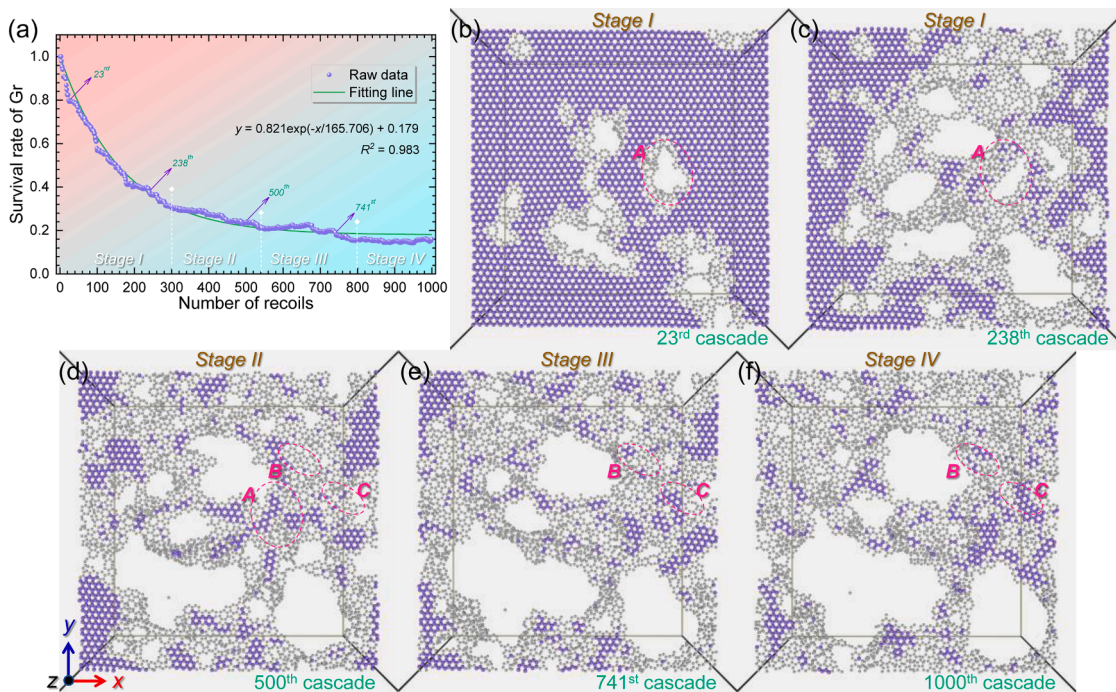 (a)
Survival rate of Gr
1.0
0.8
0.6
0.4
0.2
0.0
23rd
238th
500th
741st
Raw data
Fitting line
y = 0.821exp(-x/165.706) + 0.179
R² = 0.983
Stage I
Stage II
Stage III
Stage IV
0 100 200 300 400 500 600 700 800 900 1000
Number of recoils
(b)
Stage I
A
23rd cascade
(c)
Stage I
A
238th cascade
(d)
Stage II
B
A
C
y
z
x
500th cascade
(e)
Stage III
B
C
741st cascade
(f)
Stage IV
B
C
1000th cascade